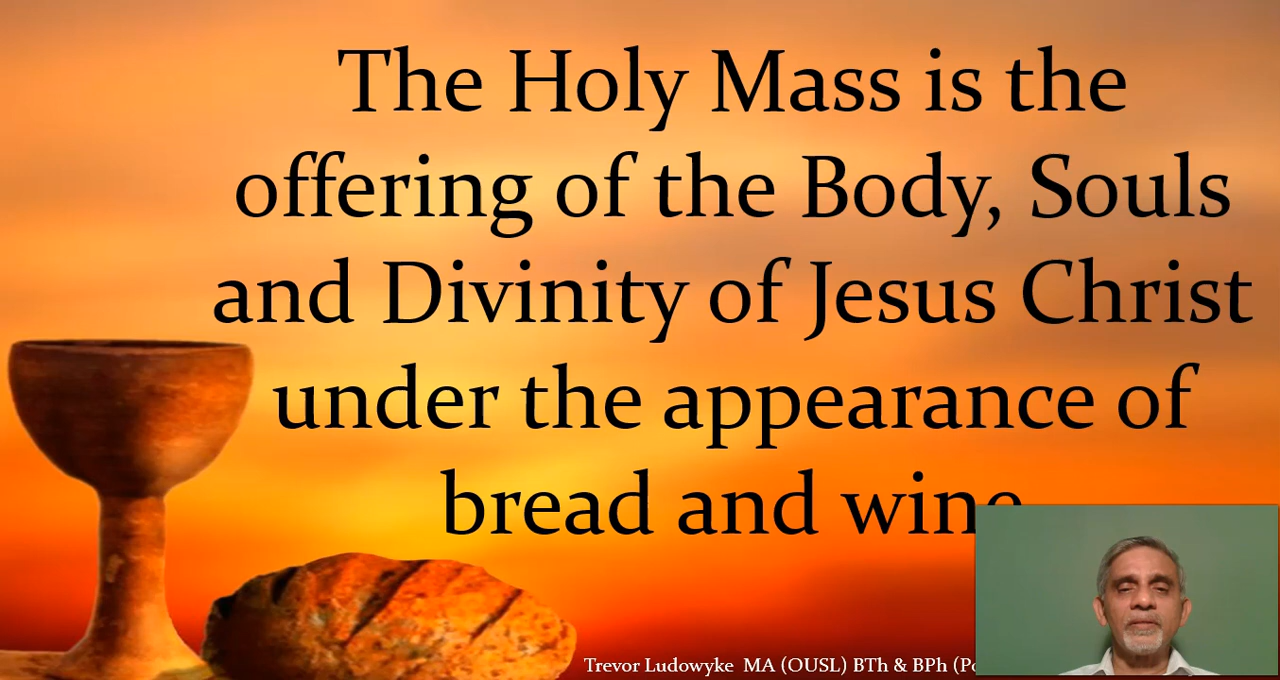 The Holy Mass is the
offering of the Body, Souls
and Divinity of Jesus Christ
under the appearance of
bread and wine
Trevor Ludowyke MA (OUSL) BTh & BPh